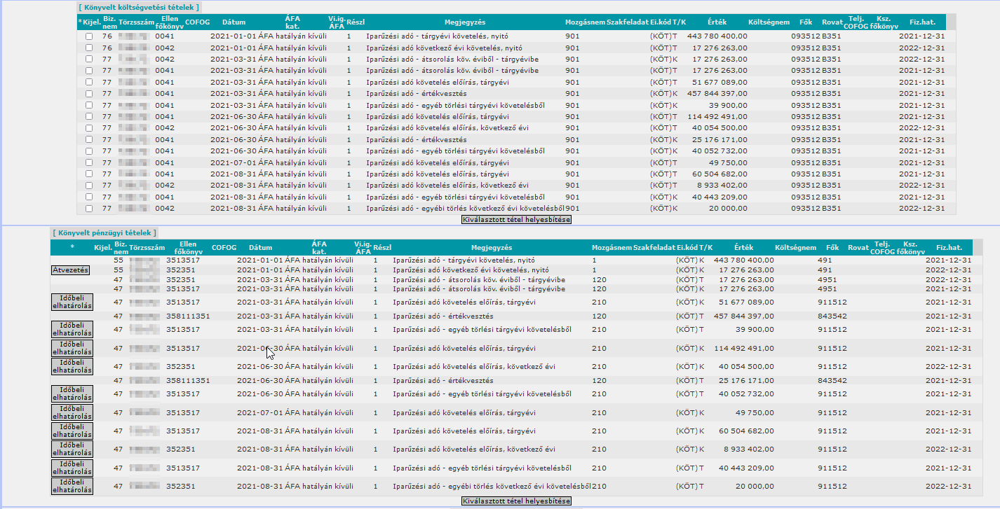 [ Könyvelt költségvetési tételek ]
* Kijel. Biz. nem Törzsszám Ellen főkönyv COFOG Dátum ÁFA kat. Vi.ig. ÁFA Részl Megjegyzés Mozgásnem Szakfeladat Ei.kód T/K Érték Költségnem Fők Rovat Telj. COFOG Ksz. főkönyv Fiz.hat.
76 0041 2021-01-01 ÁFA hatályán kívüli 1 Iparűzési adó - tárgyévi követelés, nyitó 901 (KÖT) T 443 780 400,00 093512 B351 2021-12-31
76 0042 2021-01-01 ÁFA hatályán kívüli 1 Iparűzési adó következő évi követelés, nyitó 901 (KÖT) T 17 276 263,00 093512 B351 2022-12-31
77 0042 2021-03-31 ÁFA hatályán kívüli 1 Iparűzési adó - átsorolás köv. éviből - tárgyévibe 901 (KÖT) K 17 276 263,00 093512 B351 2022-12-31
77 0041 2021-03-31 ÁFA hatályán kívüli 1 Iparűzési adó - átsorolás köv. éviből - tárgyévibe 901 (KÖT) T 17 276 263,00 093512 B351 2021-12-31
77 0041 2021-03-31 ÁFA hatályán kívüli 1 Iparűzési adó követelés előírás, tárgyévi 901 (KÖT) T 51 677 089,00 093512 B351 2021-12-31
77 0041 2021-03-31 ÁFA hatályán kívüli 1 Iparűzési adó - értékvesztés 901 (KÖT) K 457 844 397,00 093512 B351 2021-12-31
77 0041 2021-03-31 ÁFA hatályán kívüli 1 Iparűzési adó - egyéb törlési tárgyévi követelésből 901 (KÖT) K 39 900,00 093512 B351 2021-12-31
77 0041 2021-06-30 ÁFA hatályán kívüli 1 Iparűzési adó követelés előírás, tárgyévi 901 (KÖT) T 114 492 491,00 093512 B351 2021-12-31
77 0042 2021-06-30 ÁFA hatályán kívüli 1 Iparűzési adó követelés előírás, következő évi 901 (KÖT) T 40 054 500,00 093512 B351 2022-12-31
77 0041 2021-06-30 ÁFA hatályán kívüli 1 Iparűzési adó - értékvesztés 901 (KÖT) K 25 176 171,00 093512 B351 2021-12-31
77 0041 2021-06-30 ÁFA hatályán kívüli 1 Iparűzési adó - egyéb törlési tárgyévi követelésből 901 (KÖT) K 40 052 732,00 093512 B351 2021-12-31
77 0041 2021-07-01 ÁFA hatályán kívüli 1 Iparűzési adó követelés előírás, tárgyévi 901 (KÖT) T 49 750,00 093512 B351 2021-12-31
77 0041 2021-08-31 ÁFA hatályán kívüli 1 Iparűzési adó követelés előírás, tárgyévi 901 (KÖT) T 60 504 682,00 093512 B351 2021-12-31
77 0042 2021-08-31 ÁFA hatályán kívüli 1 Iparűzési adó követelés előírás, következő évi 901 (KÖT) T 8 933 402,00 093512 B351 2022-12-31
77 0041 2021-08-31 ÁFA hatályán kívüli 1 Iparűzési adó - egyéb törlési tárgyévi követelésből 901 (KÖT) K 40 443 209,00 093512 B351 2021-12-31
77 0042 2021-08-31 ÁFA hatályán kívüli 1 Iparűzési adó - egyébi törlés következő évi követelésből 901 (KÖT) K 20 000,00 093512 B351 2022-12-31
Kiválasztott tétel helyesbítése
[ Könyvelt pénzügyi tételek ]
* Kijel. Biz. nem Törzsszám Ellen főkönyv COFOG Dátum ÁFA kat. Vi.ig. ÁFA Részl Megjegyzés Mozgásnem Szakfeladat Ei.kód T/K Érték Költségnem Fők Rovat Telj. COFOG Ksz. főkönyv Fiz.hat.
55 3513517 2021-01-01 ÁFA hatályán kívüli 1 Iparűzési adó - tárgyévi követelés, nyitó 1 (KÖT) K 443 780 400,00 491 2021-12-31
Átvezetés 55 352351 2021-01-01 ÁFA hatályán kívüli 1 Iparűzési adó következő évi követelés, nyitó 1 (KÖT) K 17 276 263,00 491 2022-12-31
47 352351 2021-03-31 ÁFA hatályán kívüli 1 Iparűzési adó - átsorolás köv. éviből - tárgyévibe 120 (KÖT) T 17 276 263,00 4951 2022-12-31
47 3513517 2021-03-31 ÁFA hatályán kívüli 1 Iparűzési adó - átsorolás köv. éviből - tárgyévibe 120 (KÖT) K 17 276 263,00 4951 2021-12-31
Időbeli elhatárolás 47 3513517 2021-03-31 ÁFA hatályán kívüli 1 Iparűzési adó követelés előírás, tárgyévi 210 (KÖT) K 51 677 089,00 911512 2021-12-31
47 358111351 2021-03-31 ÁFA hatályán kívüli 1 Iparűzési adó - értékvesztés 120 (KÖT) T 457 844 397,00 843542 2021-12-31
Időbeli elhatárolás 47 3513517 2021-03-31 ÁFA hatályán kívüli 1 Iparűzési adó - egyéb törlési tárgyévi követelésből 210 (KÖT) T 39 900,00 911512 2021-12-31
Időbeli elhatárolás 47 3513517 2021-06-30 ÁFA hatályán kívüli 1 Iparűzési adó követelés előírás, tárgyévi 210 (KÖT) K 114 492 491,00 911512 2021-12-31
Időbeli elhatárolás 47 352351 2021-06-30 ÁFA hatályán kívüli 1 Iparűzési adó követelés előírás, következő évi 210 (KÖT) K 40 054 500,00 911512 2022-12-31
47 358111351 2021-06-30 ÁFA hatályán kívüli 1 Iparűzési adó - értékvesztés 120 (KÖT) T 25 176 171,00 843542 2021-12-31
Időbeli elhatárolás 47 3513517 2021-06-30 ÁFA hatályán kívüli 1 Iparűzési adó - egyéb törlési tárgyévi követelésből 210 (KÖT) T 40 052 732,00 911512 2021-12-31
Időbeli elhatárolás 47 3513517 2021-07-01 ÁFA hatályán kívüli 1 Iparűzési adó követelés előírás, tárgyévi 210 (KÖT) K 49 750,00 911512 2021-12-31
Időbeli elhatárolás 47 3513517 2021-08-31 ÁFA hatályán kívüli 1 Iparűzési adó követelés előírás, tárgyévi 210 (KÖT) K 60 504 682,00 911512 2021-12-31
Időbeli elhatárolás 47 352351 2021-08-31 ÁFA hatályán kívüli 1 Iparűzési adó követelés előírás, következő évi 210 (KÖT) K 8 933 402,00 911512 2022-12-31
Időbeli elhatárolás 47 3513517 2021-08-31 ÁFA hatályán kívüli 1 Iparűzési adó - egyéb törlési tárgyévi követelésből 210 (KÖT) T 40 443 209,00 911512 2021-12-31
Időbeli elhatárolás 47 352351 2021-08-31 ÁFA hatályán kívüli 1 Iparűzési adó - egyébi törlés következő évi követelésből 210 (KÖT) T 20 000,00 911512 2022-12-31
Kiválasztott tétel helyesbítése